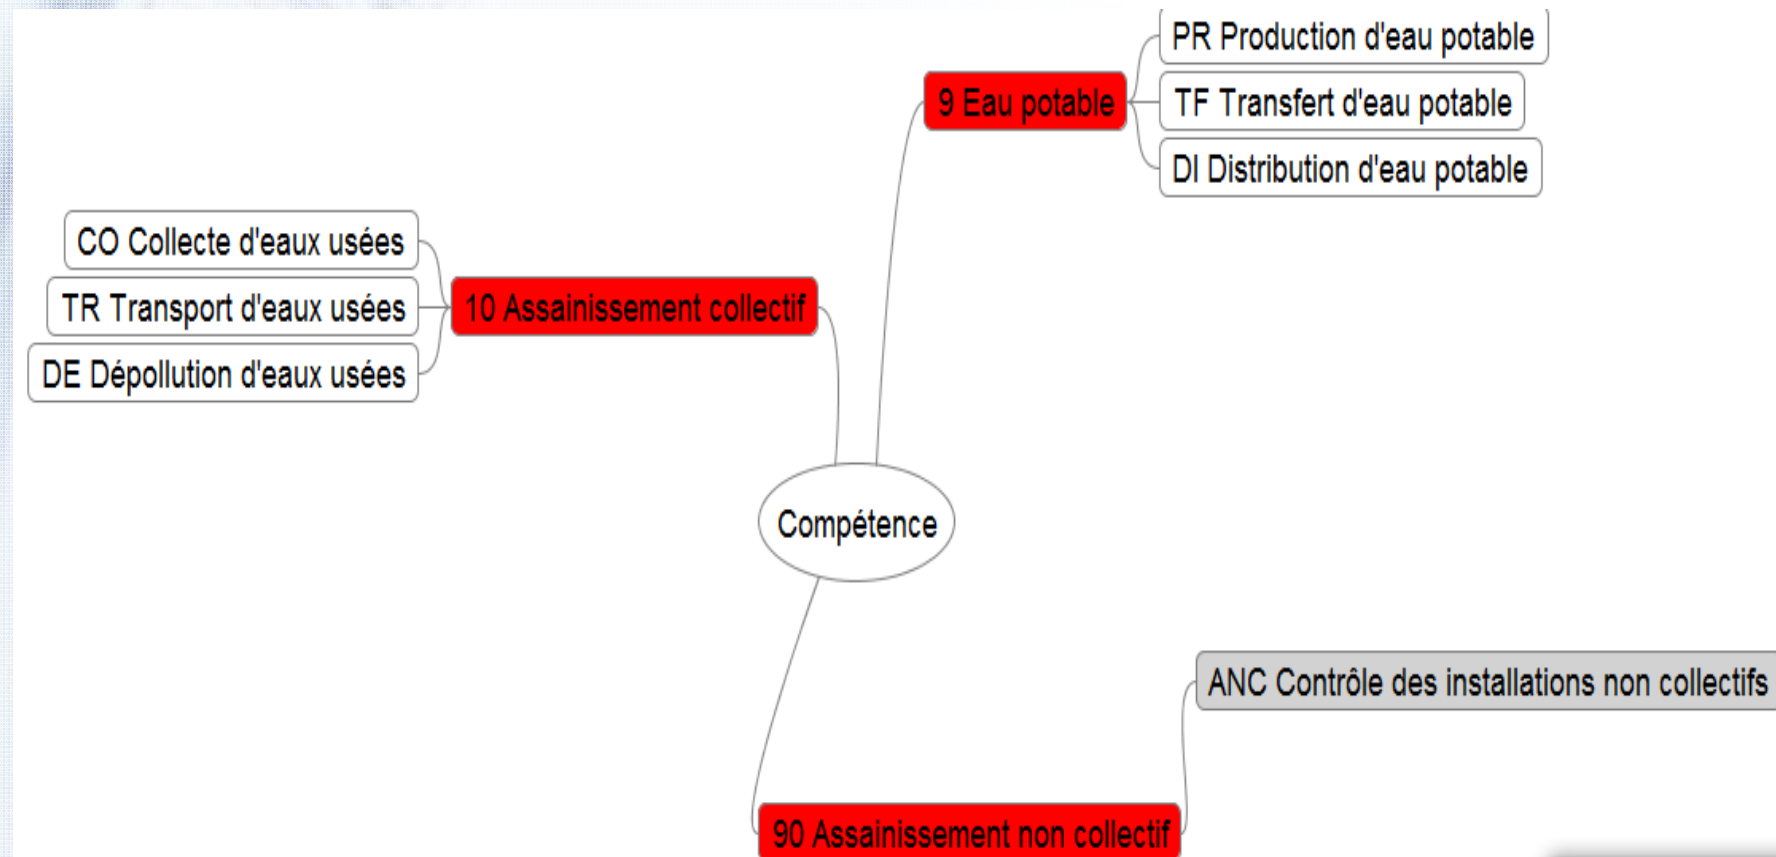 PR Production d'eau potable
9 Eau potable
TF Transfert d'eau potable
DI Distribution d'eau potable
CO Collecte d'eaux usées
TR Transport d'eaux usées
10 Assainissement collectif
DE Dépollution d'eaux usées
Compétence
ANC Contrôle des installations non collectifs
90 Assainissement non collectif